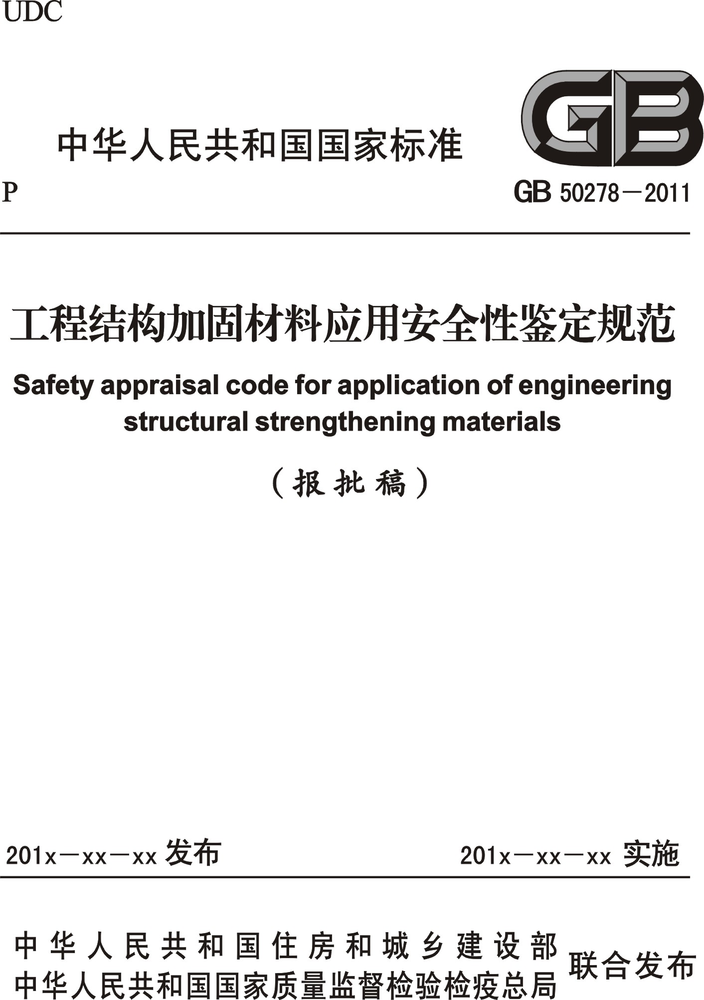 UDC
GB
中华人民共和国国家标准
P
GB 50278—2011
工程结构加固材料应用安全性鉴定规范
Safety appraisal code for application of engineering
structural strengthening materials
（报批稿）
201x—xx—xx 发布
201x—xx—xx 实施
中华人民共和国住房和城乡建设部
中华人民共和国国家质量监督检验检疫总局
联合发布